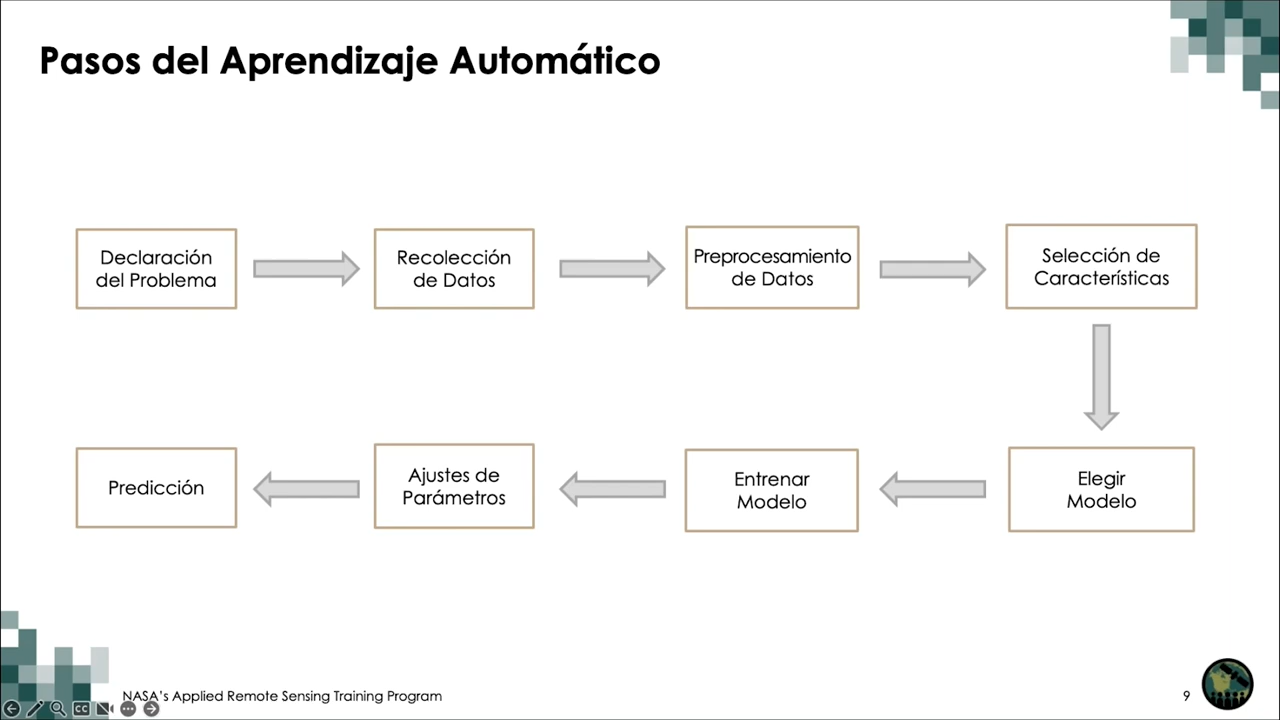 Pasos del Aprendizaje Automático
Declaración
del Problema
Recolección
de Datos
Preprocesamiento
de Datos
Selección de
Características
Elegir
Modelo
Entrenar
Modelo
Ajustes de
Parámetros
Predicción
NASA's Applied Remote Sensing Training Program
9
CC